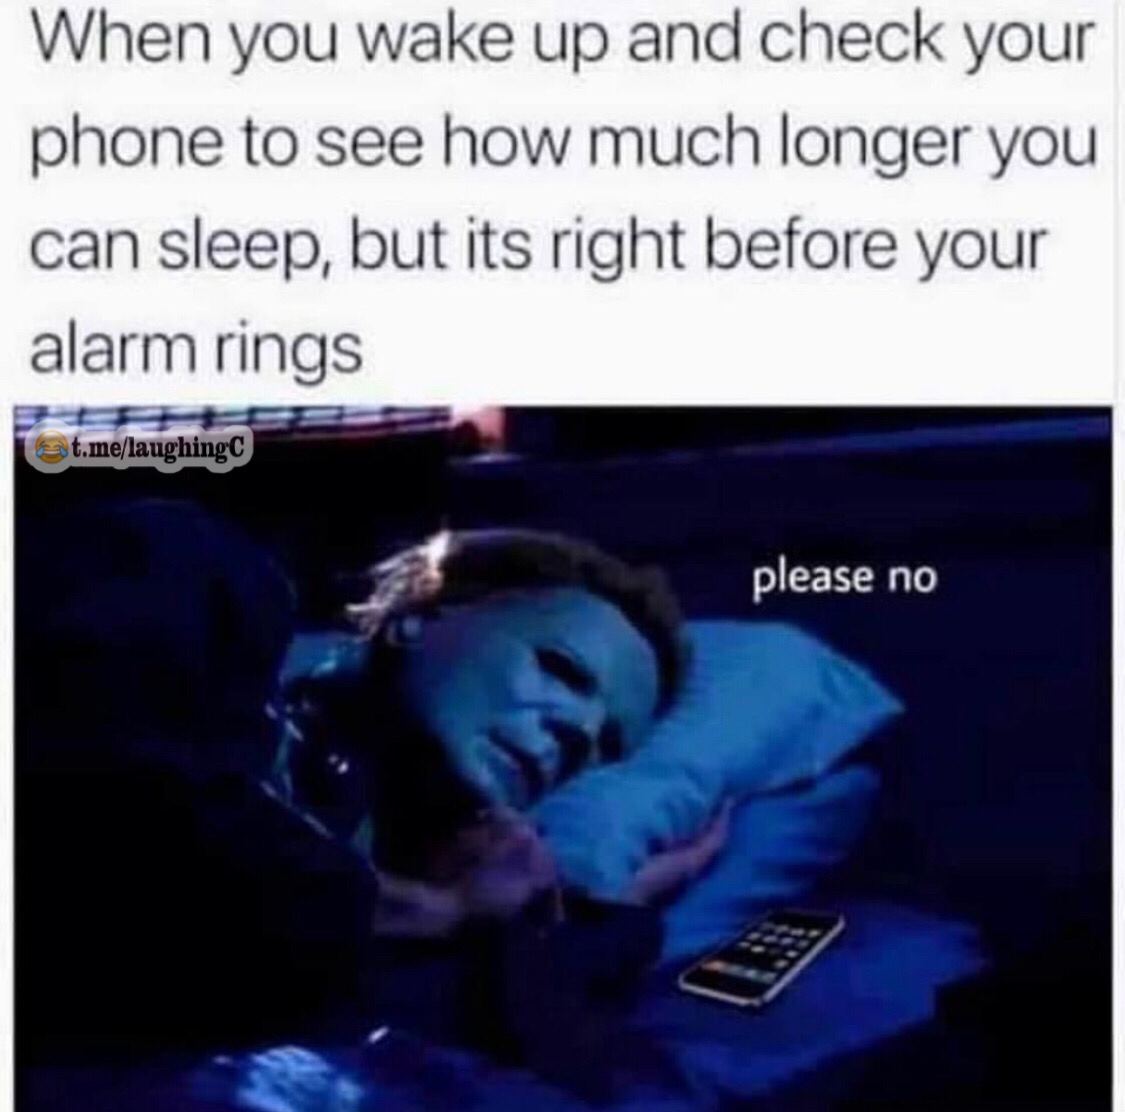 When you wake up and check your
phone to see how much longer you
can sleep, but its right before your
alarm rings
t.me/laughingC
please no